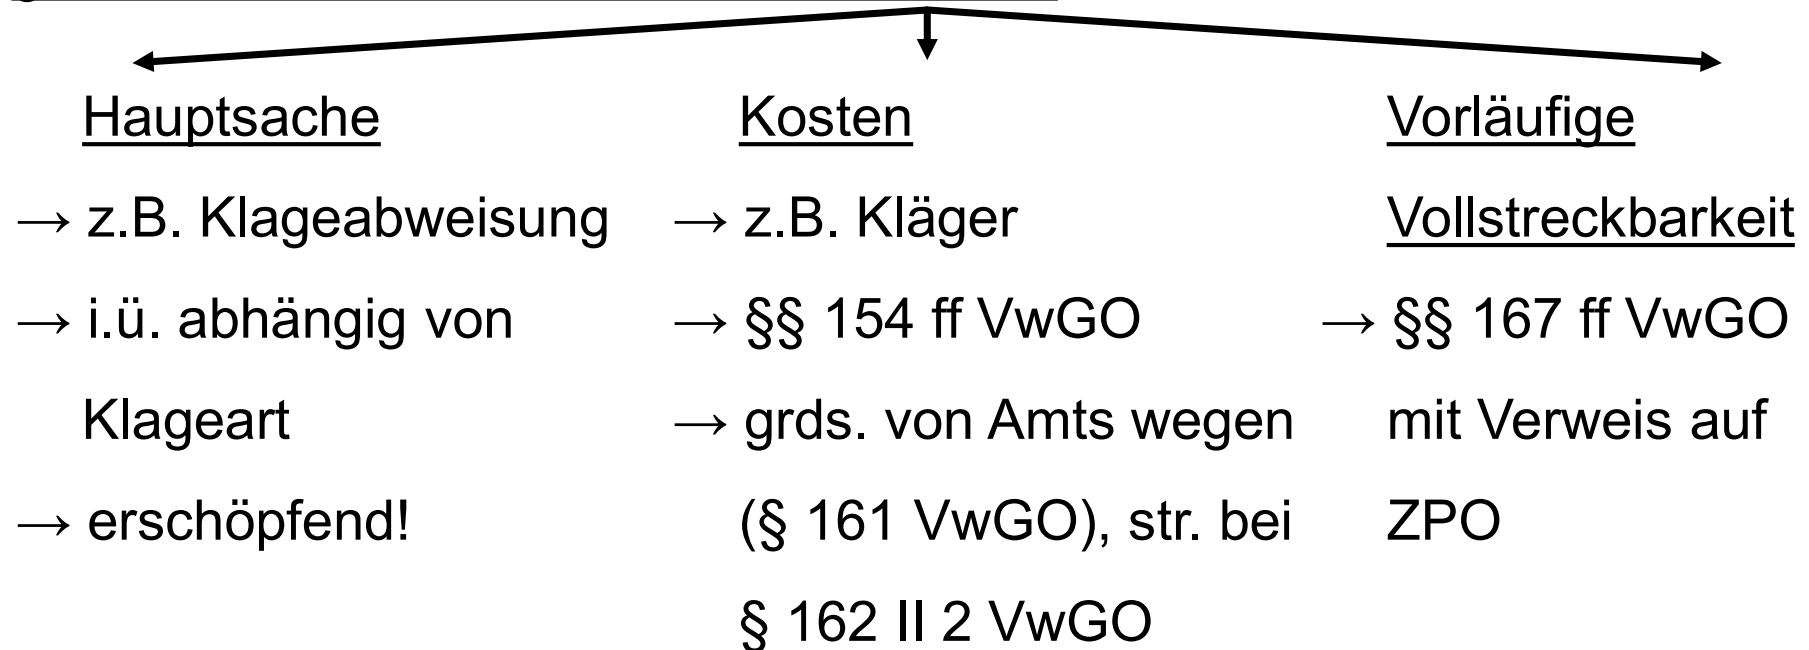 Hauptsache
→ z.B. Klageabweisung
→ i.ü. abhängig von
Klageart
→ erschöpfend!
Kosten
→ z.B. Kläger
→ §§ 154 ff VwGO
→ grds. von Amts wegen
(§ 161 VwGO), str. bei
§ 162 II 2 VwGO
Vorläufige
Vollstreckbarkeit
→ §§ 167 ff VwGO
mit Verweis auf
ZPO